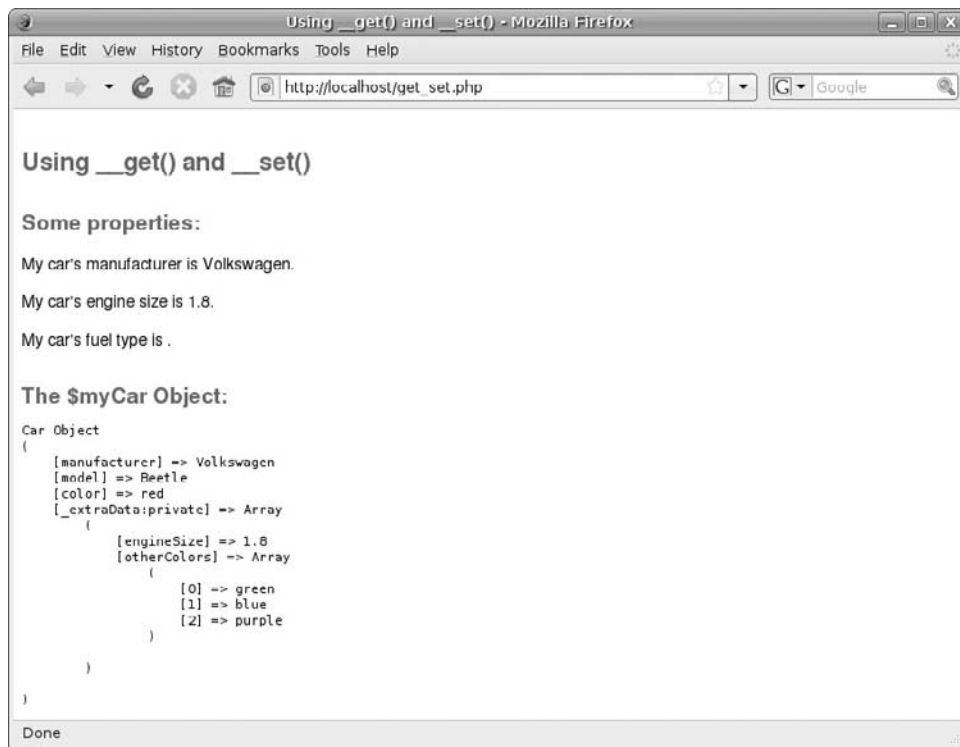 Using __get() and __set() - Mozilla Firefox
File Edit View History Bookmarks Tools Help
http://localhost/get_set.php
G Google
Using __get() and __set()
Some properties:
My car's manufacturer is Volkswagen.
My car's engine size is 1.8.
My car's fuel type is .
The $myCar Object:
Car Object
(
    [manufacturer] => Volkswagen
    [model] => Beetle
    [color] => red
    [_extraData:private] => Array
        (
            [engineSize] => 1.8
            [otherColors] => Array
                (
                    [0] => green
                    [1] => blue
                    [2] => purple
                )
        )
)
Done